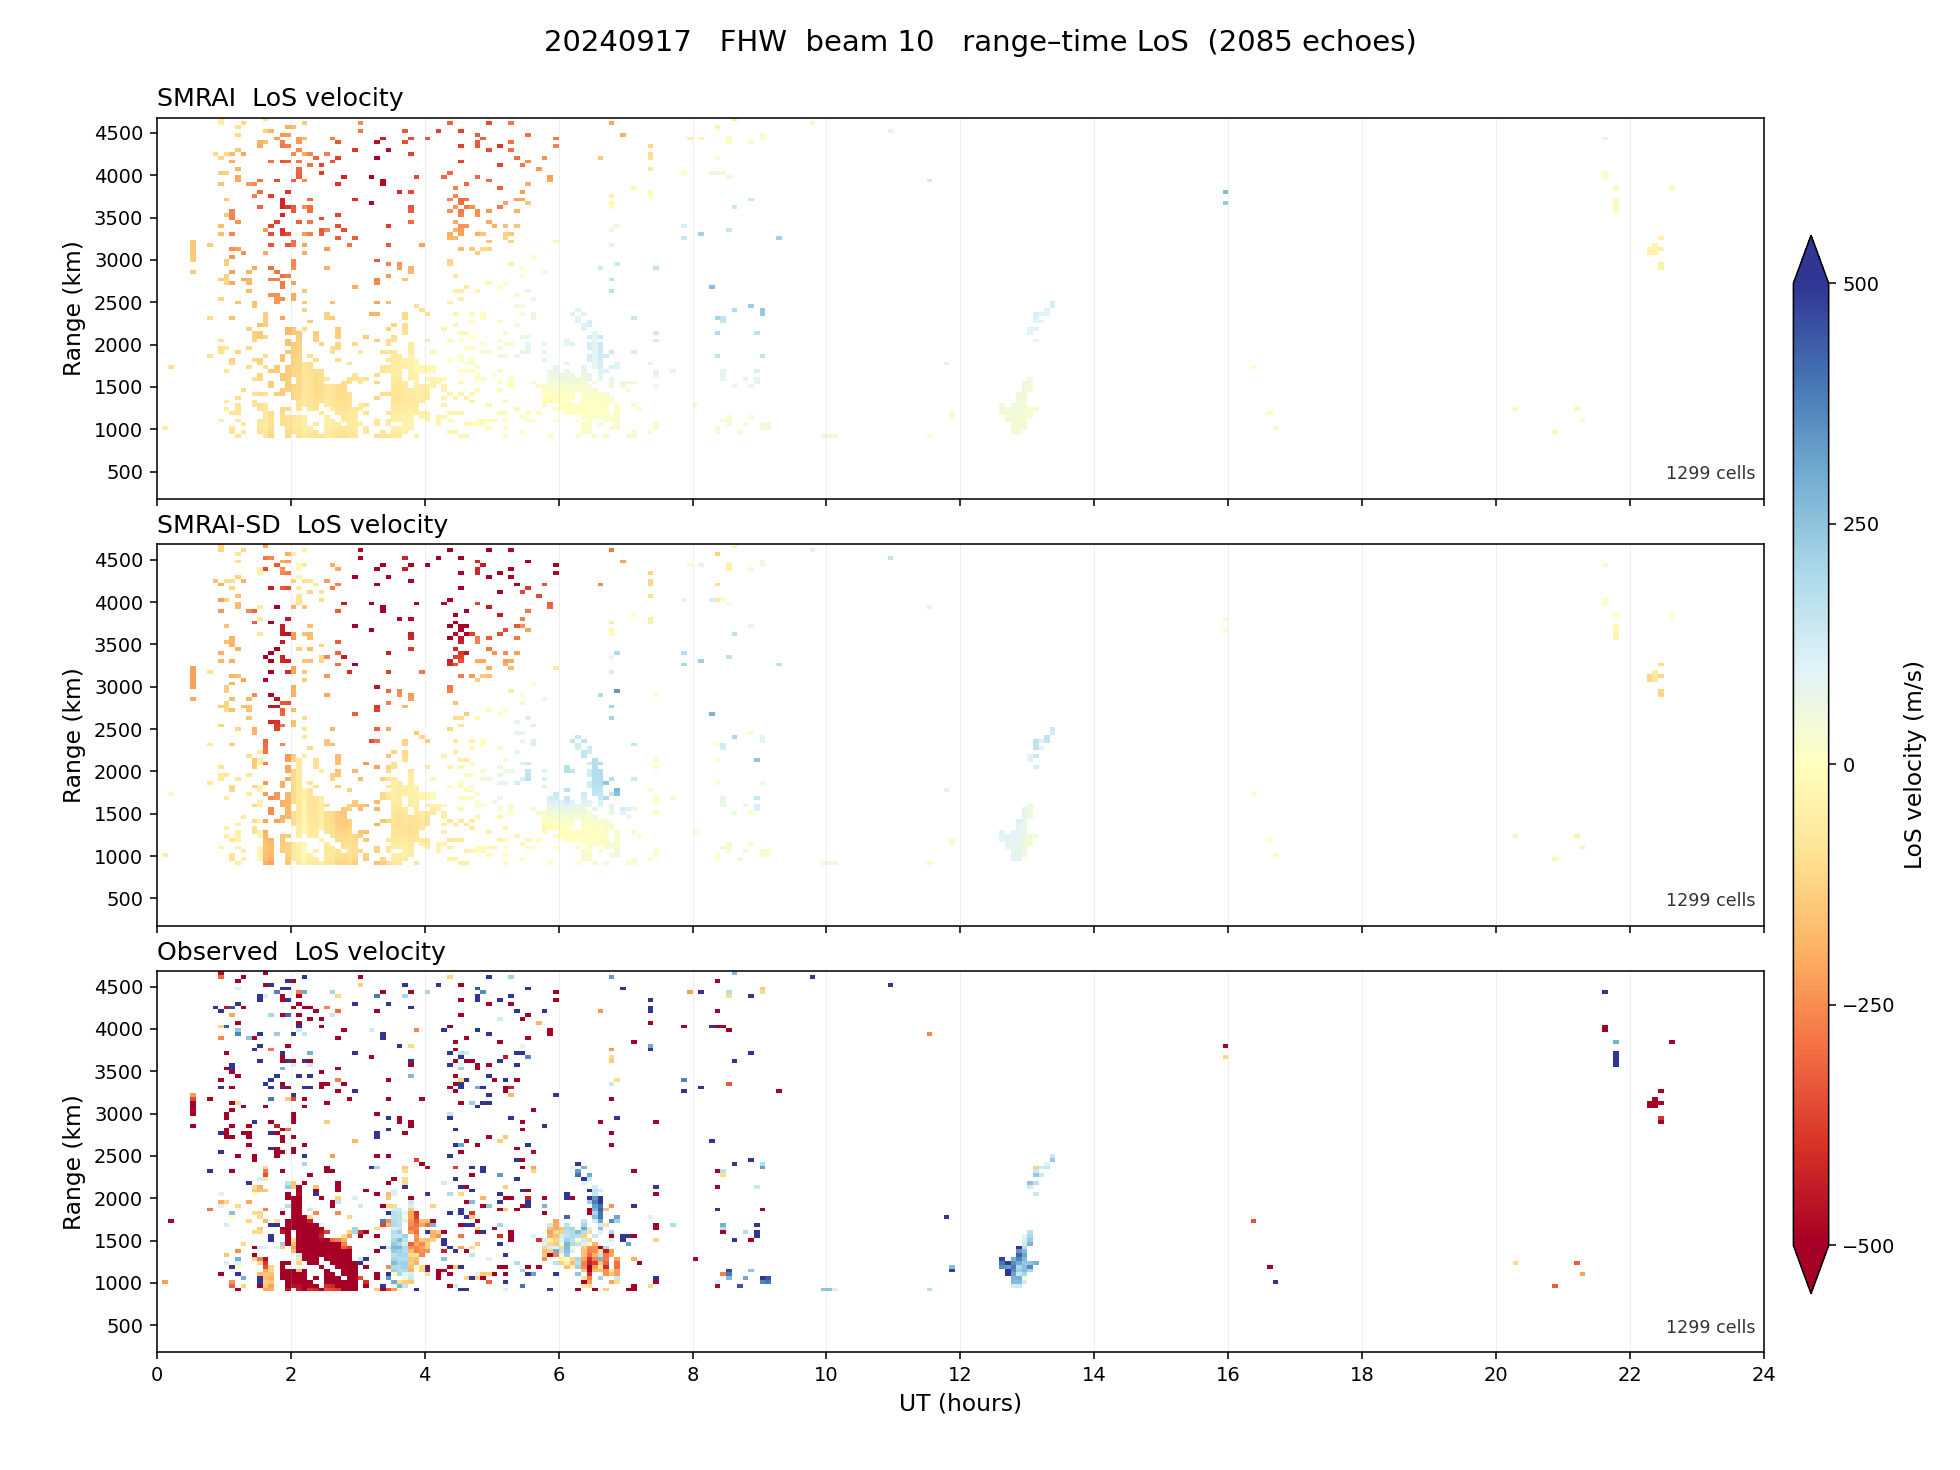 20240917   FHW  beam 10   range–time LoS  (2085 echoes)
SMRAI  LoS velocity
4500
4000
3500
3000
2500
2000
1500
1000
500
Range (km)
1299 cells
SMRAI-SD  LoS velocity
4500
4000
3500
3000
2500
2000
1500
1000
500
Range (km)
1299 cells
Observed  LoS velocity
4500
4000
3500
3000
2500
2000
1500
1000
500
Range (km)
1299 cells
0 2 4 6 8 10 12 14 16 18 20 22 24
UT (hours)
500
250
0
−250
−500
LoS velocity (m/s)